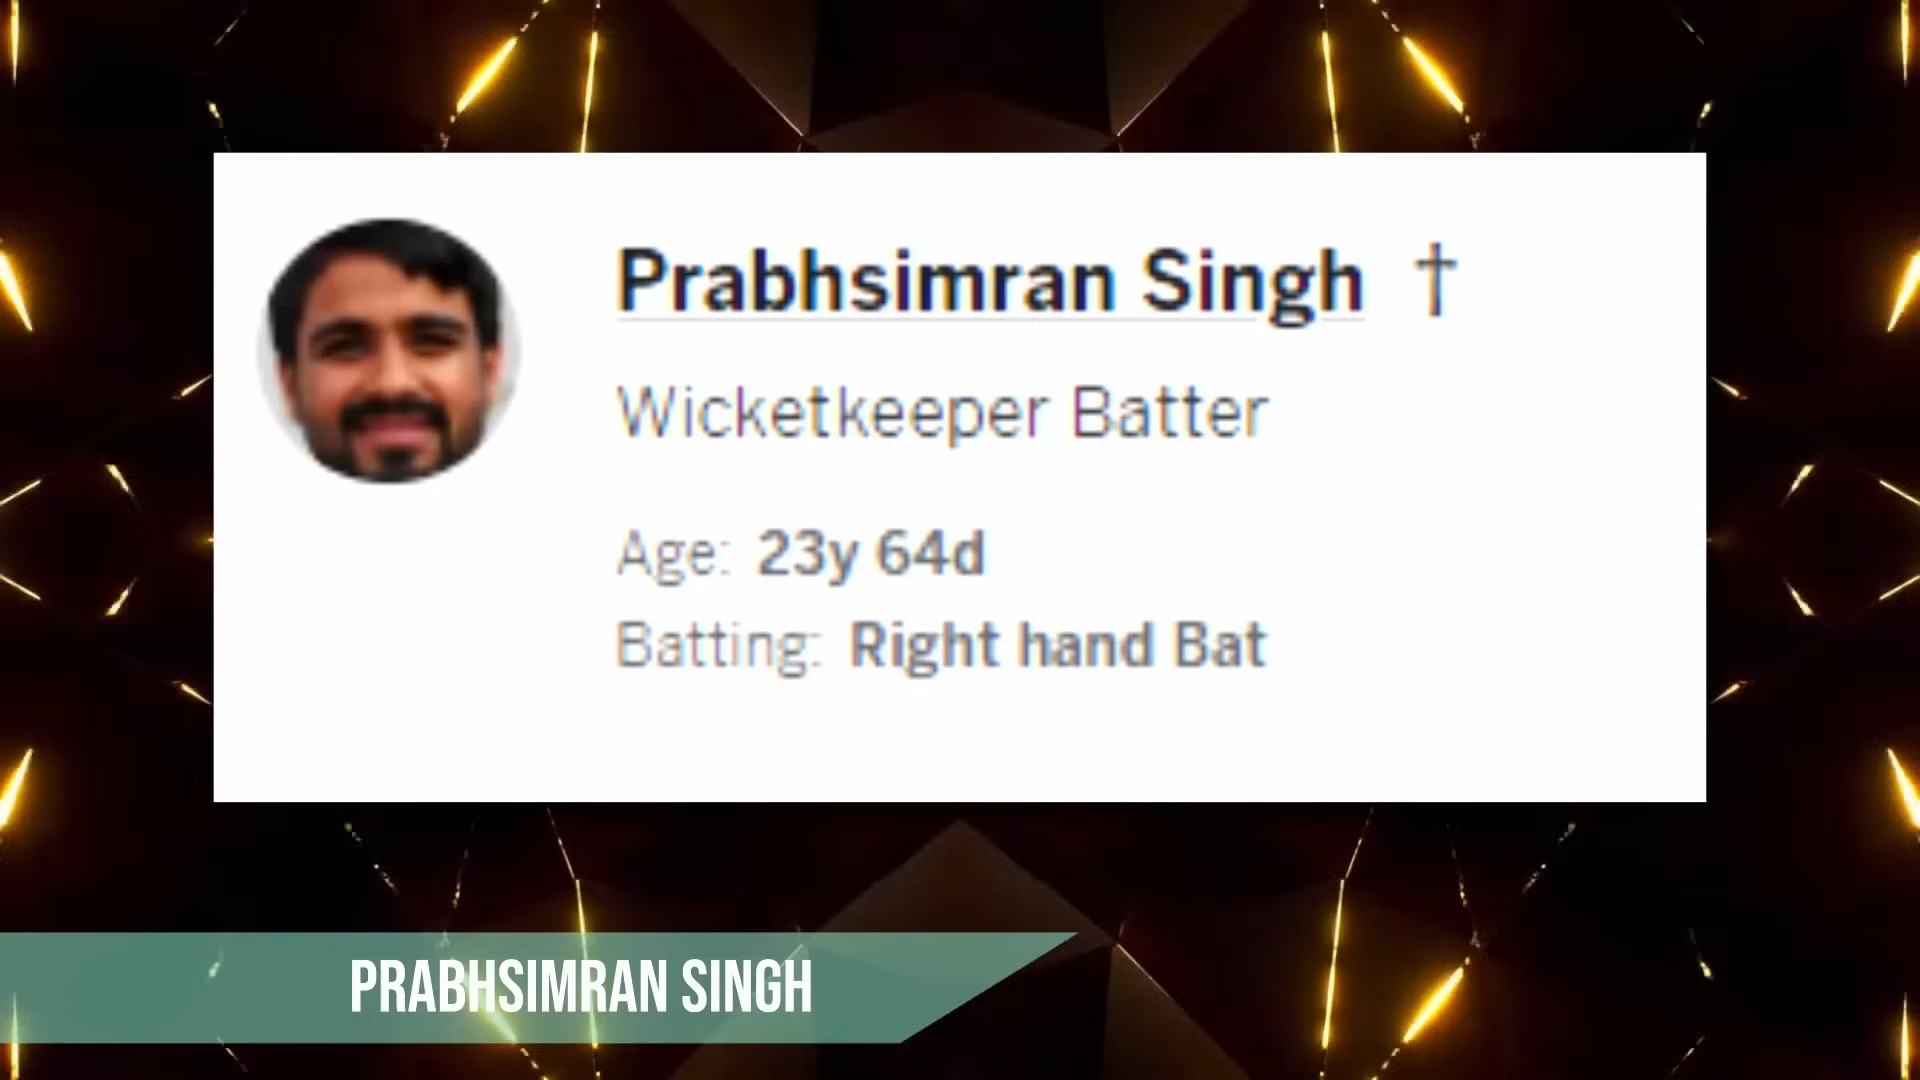 Prabhsimran Singh †
Wicketkeeper Batter
Age: 23y 64d
Batting: Right hand Bat
PRABHSIMRAN SINGH